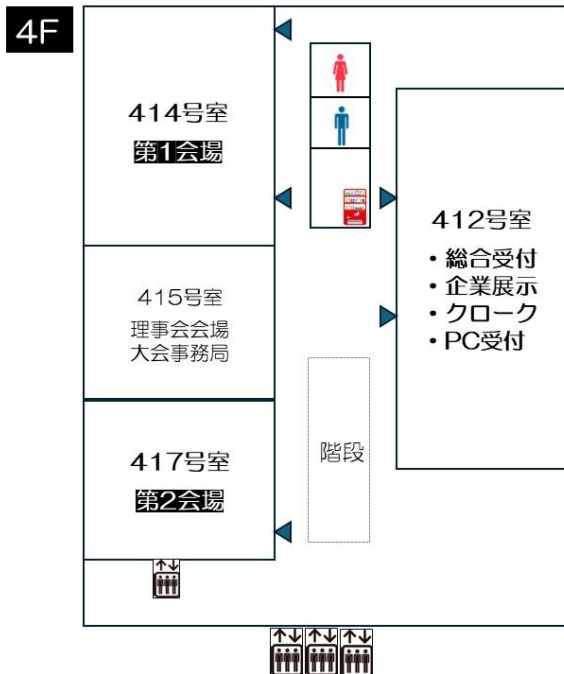 4F
414号室
第1会場
415号室
理事会会場
大会事務局
417号室
第2会場
階段
412号室
・総合受付
・企業展示
・クローク
・PC受付